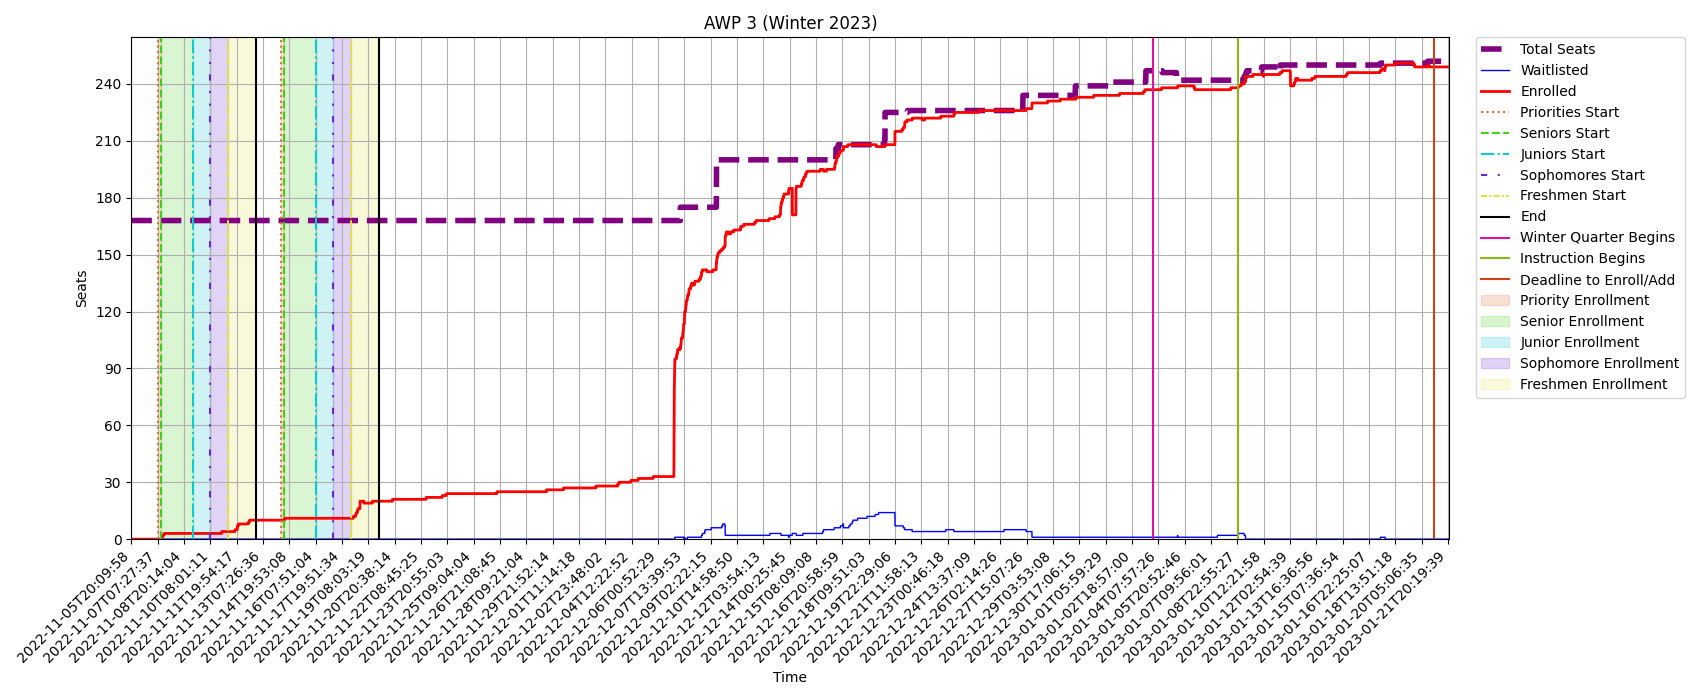 AWP 3 (Winter 2023)
Seats
240
210
180
150
120
90
60
30
0
2022-11-05T20:09:58
2022-11-07T07:27:37
2022-11-08T20:14:04
2022-11-10T08:01:11
2022-11-11T19:54:17
2022-11-13T07:26:36
2022-11-14T19:53:08
2022-11-16T07:51:04
2022-11-17T19:51:34
2022-11-19T08:03:19
2022-11-20T20:38:14
2022-11-22T08:45:25
2022-11-23T20:55:03
2022-11-25T09:04:04
2022-11-26T21:08:45
2022-11-28T09:21:04
2022-11-29T21:52:14
2022-12-01T11:14:18
2022-12-02T23:48:02
2022-12-04T12:22:52
2022-12-06T00:52:29
2022-12-07T13:39:53
2022-12-09T02:22:15
2022-12-10T14:58:50
2022-12-12T03:54:13
2022-12-14T00:25:45
2022-12-15T08:09:08
2022-12-16T20:58:59
2022-12-18T09:51:03
2022-12-19T22:29:06
2022-12-21T11:58:13
2022-12-23T00:46:18
2022-12-24T13:37:09
2022-12-26T02:14:26
2022-12-27T15:07:26
2022-12-29T03:53:08
2022-12-30T17:06:15
2023-01-01T05:59:29
2023-01-02T18:57:00
2023-01-04T07:57:26
2023-01-05T20:52:46
2023-01-07T09:56:01
2023-01-08T22:55:27
2023-01-10T12:21:58
2023-01-12T02:54:39
2023-01-13T16:36:56
2023-01-15T07:36:54
2023-01-16T22:25:07
2023-01-18T13:51:18
2023-01-20T05:06:35
2023-01-21T20:19:39
Time
Total Seats
Waitlisted
Enrolled
Priorities Start
Seniors Start
Juniors Start
Sophomores Start
Freshmen Start
End
Winter Quarter Begins
Instruction Begins
Deadline to Enroll/Add
Priority Enrollment
Senior Enrollment
Junior Enrollment
Sophomore Enrollment
Freshmen Enrollment